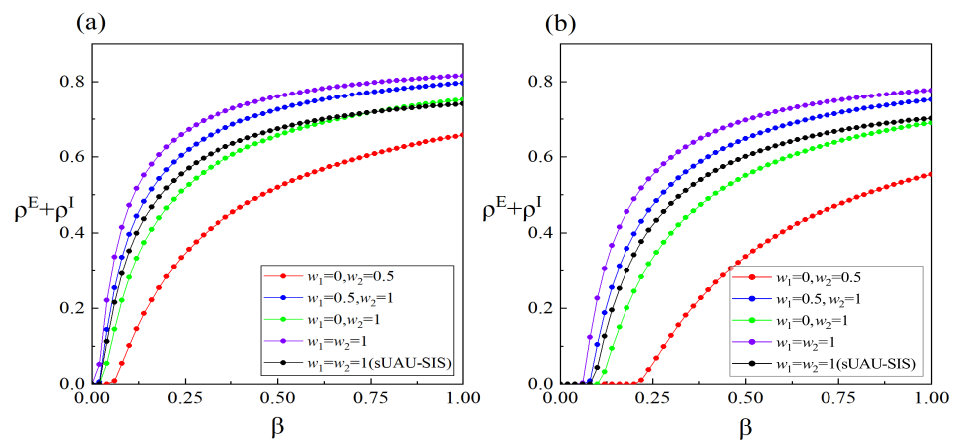 (a)
ρᴱ+ρᴵ
0.8
0.6
0.4
0.2
0.0
0.00 0.25 0.50 0.75 1.00
β
w₁=0,w₂=0.5
w₁=0.5,w₂=1
w₁=0,w₂=1
w₁=w₂=1
w₁=w₂=1(sUAU-SIS)
(b)
ρᴱ+ρᴵ
0.8
0.6
0.4
0.2
0.0
0.00 0.25 0.50 0.75 1.00
β
w₁=0,w₂=0.5
w₁=0.5,w₂=1
w₁=0,w₂=1
w₁=w₂=1
w₁=w₂=1(sUAU-SIS)